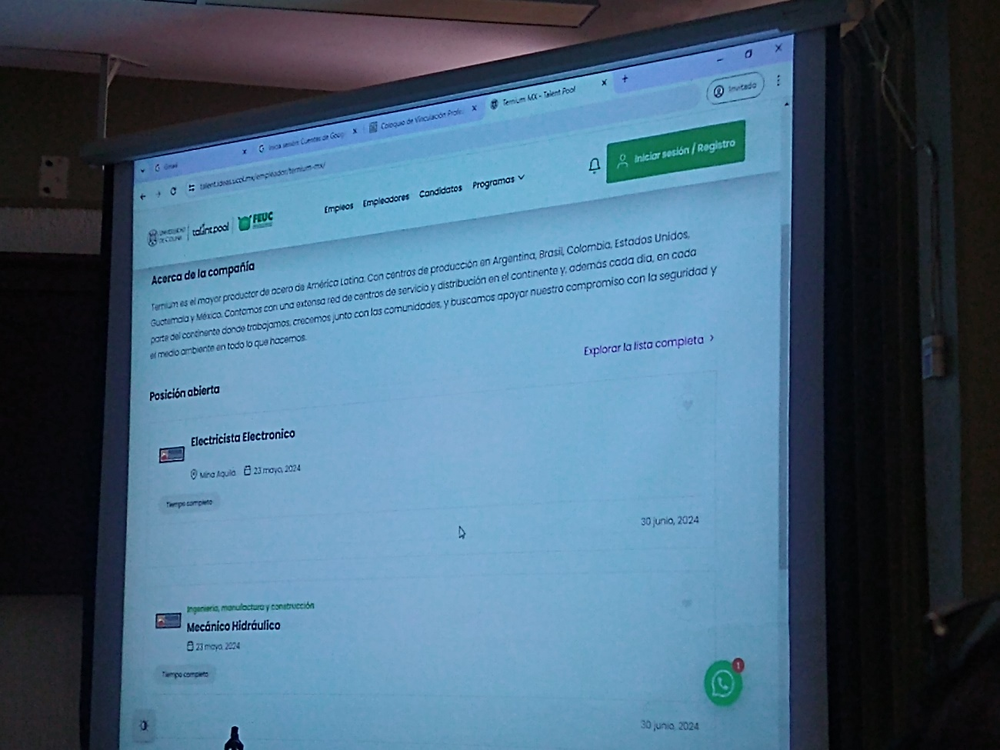 Gmail
Inicia sesión: Cuentas de Goog
Coloquio de Vinculación Profe
Ternium MX - Talent Pool
talent.ideas.ucol.mx/empleador/ternium-mx/
Invitado
UNIVERSIDAD
DE COLIMA
talent pool
FEUC
Empleos
Empleadores
Candidatos
Programas
Iniciar sesión / Registro
Acerca de la compañía
Ternium es el mayor productor de acero de América Latina. Con centros de producción en Argentina, Brasil, Colombia, Estados Unidos,
Guatemala y México. Contamos con una extensa red de centros de servicio y distribución en el continente y, además cada día, en cada
parte del continente donde trabajamos, crecemos junto con las comunidades, y buscamos apoyar nuestro compromiso con la seguridad y
el medio ambiente en todo lo que hacemos.
Explorar la lista completa
Posición abierta
Electricista Electronico
Mina Aquila
23 mayo, 2024
Tiempo completo
30 junio, 2024
Ingeniería, manufactura y construcción
Mecánico Hidráulico
23 mayo, 2024
Tiempo completo
1
30 junio, 2024